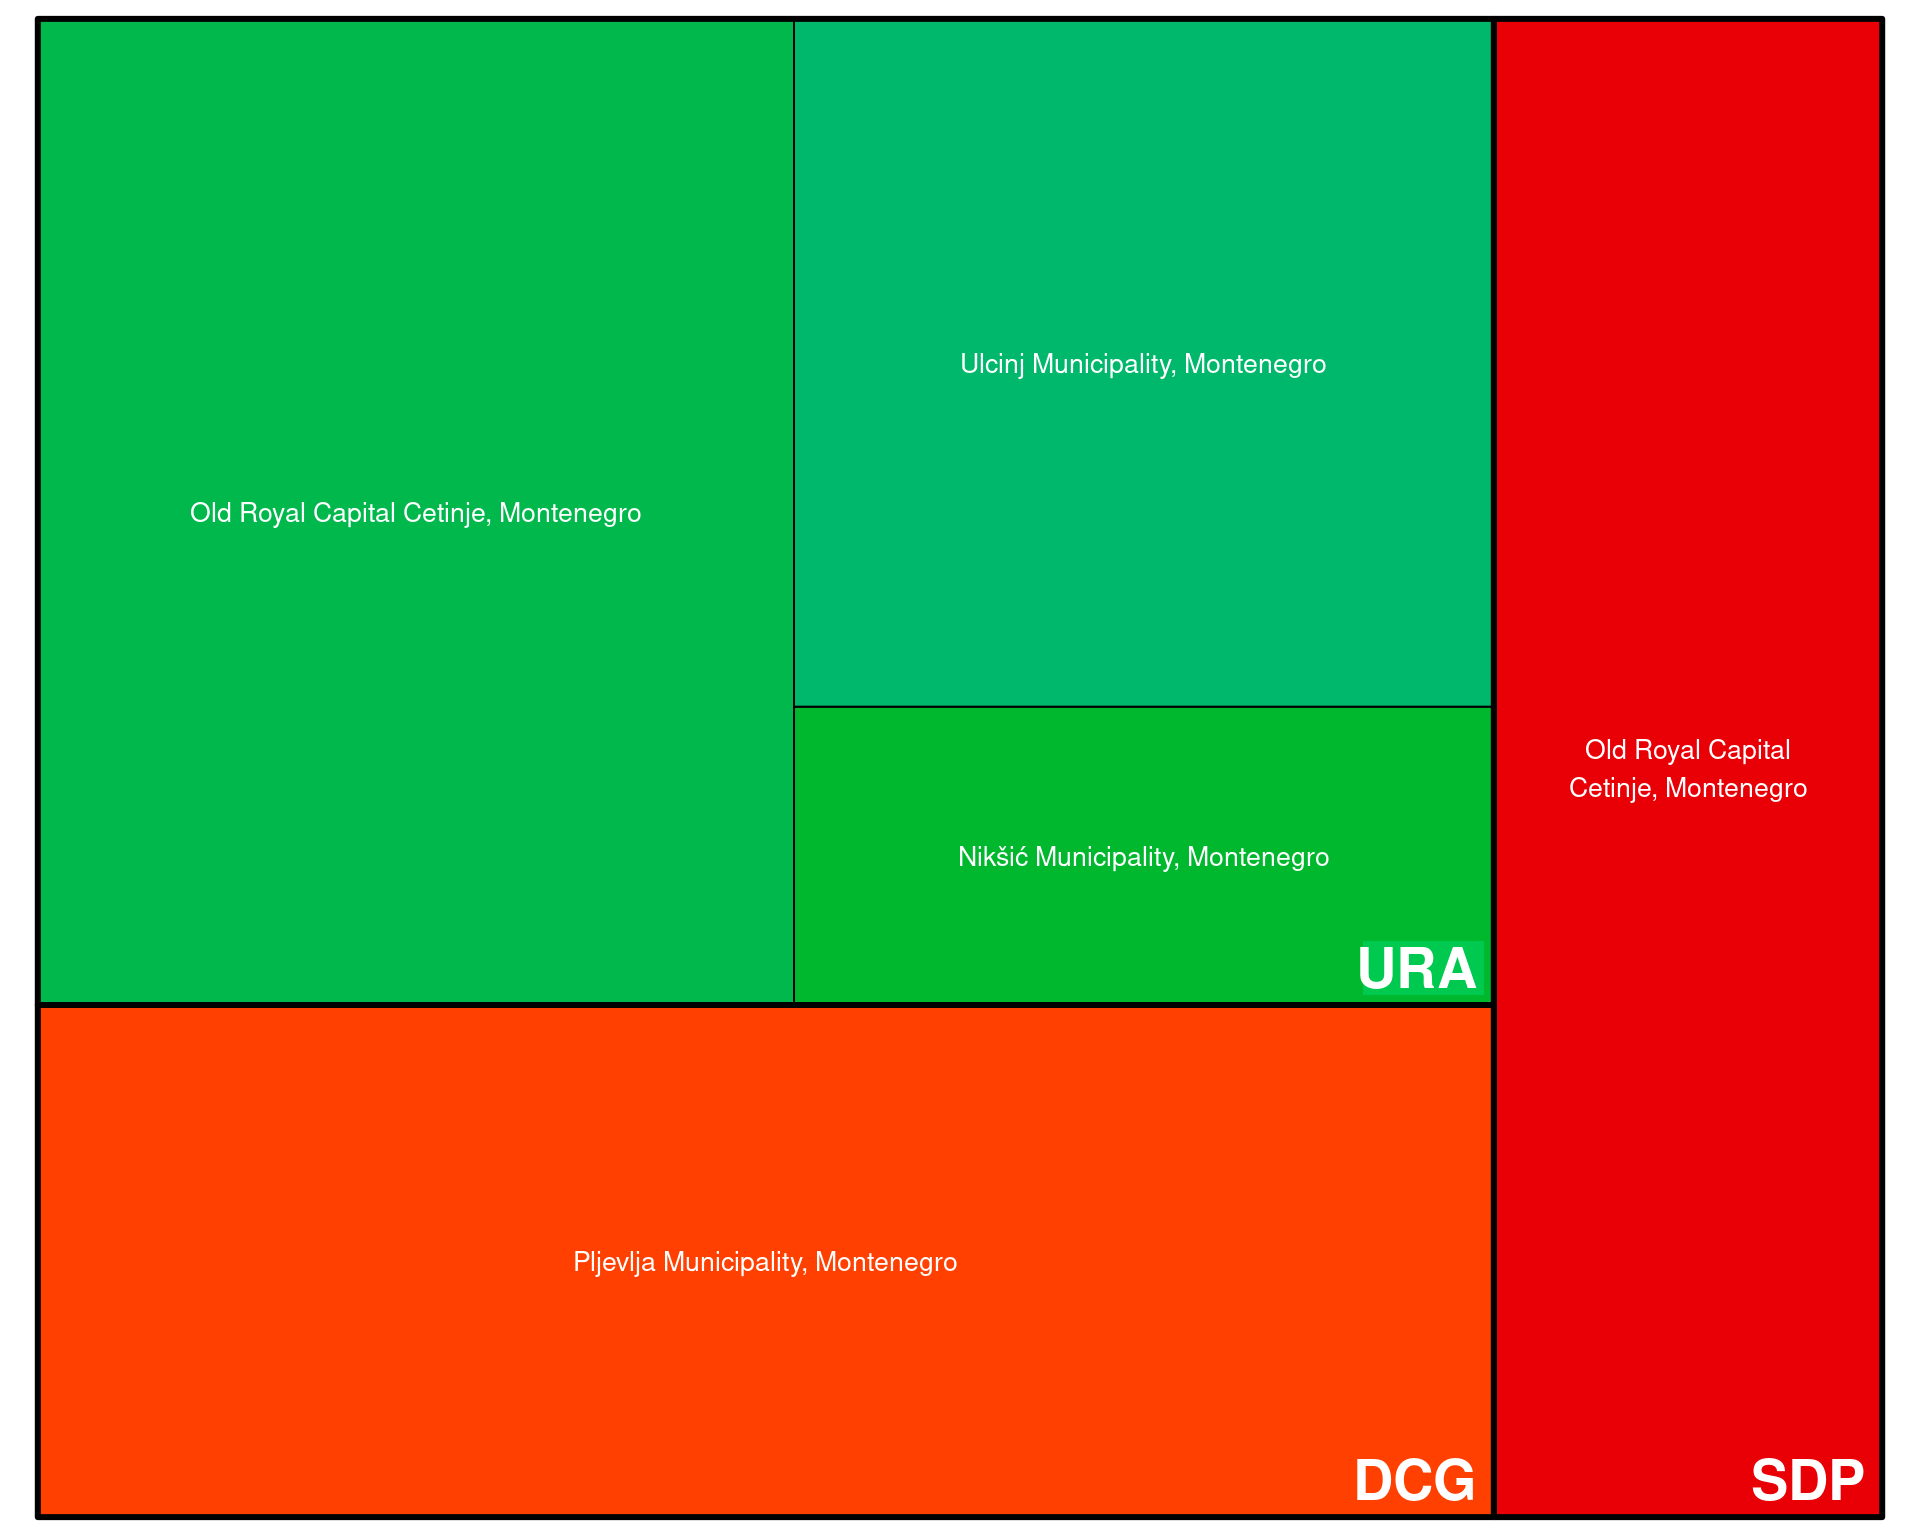 Old Royal Capital Cetinje, Montenegro
Ulcinj Municipality, Montenegro
Nikšić Municipality, Montenegro
URA
Pljevlja Municipality, Montenegro
DCG
Old Royal Capital
Cetinje, Montenegro
SDP